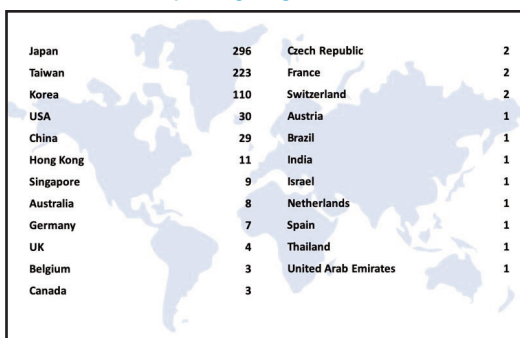 Japan 296
Taiwan 223
Korea 110
USA 30
China 29
Hong Kong 11
Singapore 9
Australia 8
Germany 7
UK 4
Belgium 3
Canada 3
Czech Republic 2
France 2
Switzerland 2
Austria 1
Brazil 1
India 1
Israel 1
Netherlands 1
Spain 1
Thailand 1
United Arab Emirates 1